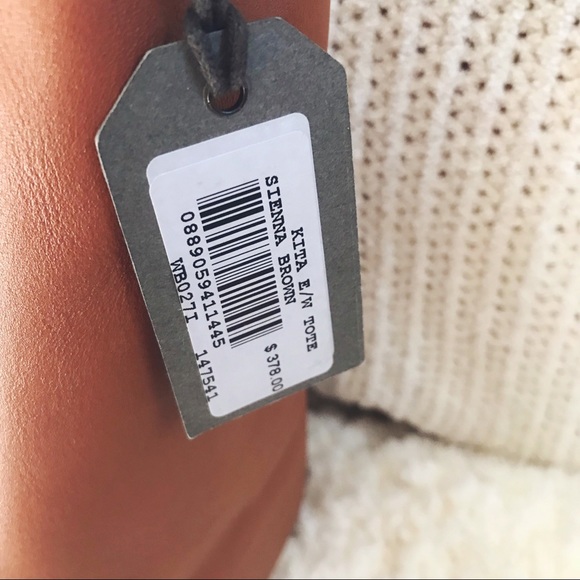 KITA E/W TOTE
SIENNA BROWN
$ 378.00
0889059411445
WB027I 147541